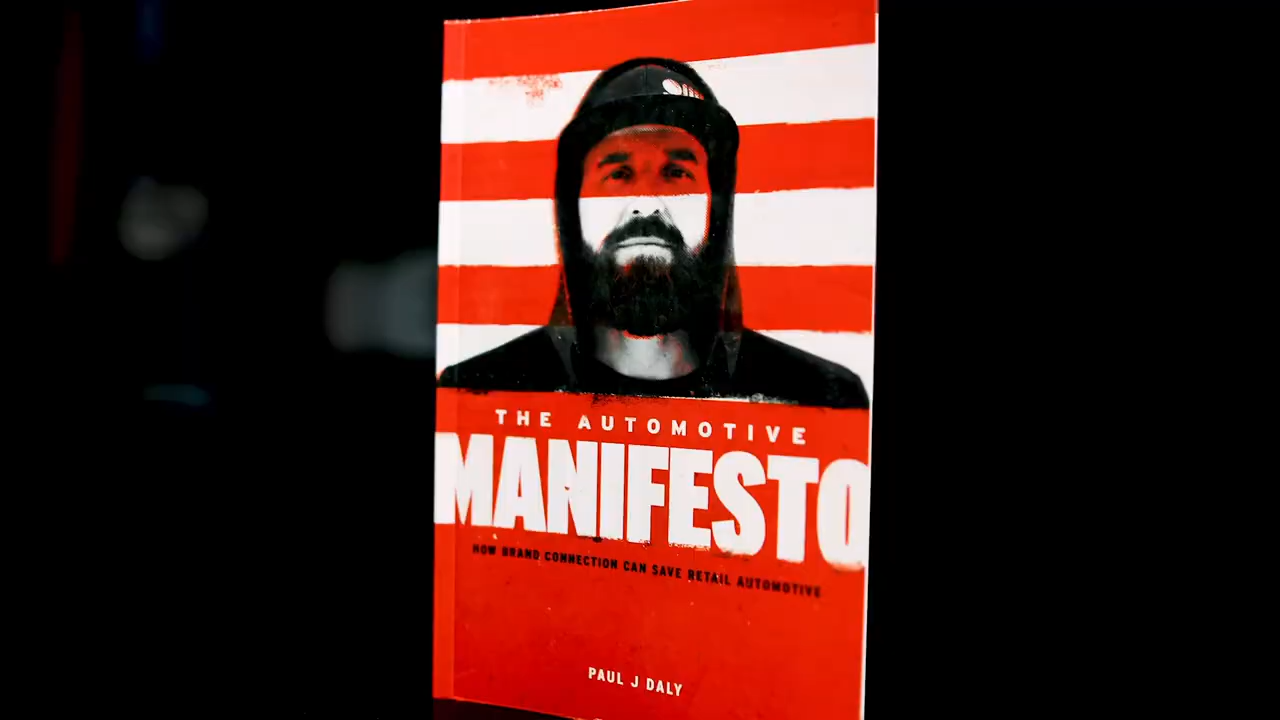 THE AUTOMOTIVE
MANIFESTO
HOW BRAND CONNECTION CAN SAVE RETAIL AUTOMOTIVE
PAUL J DALY